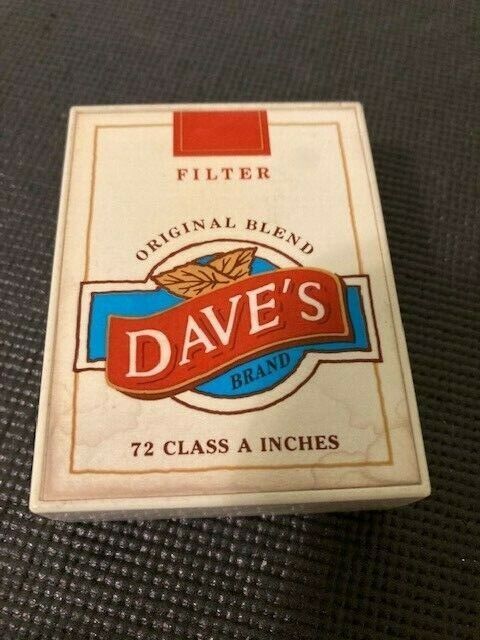 FILTER
ORIGINAL BLEND
DAVE'S
BRAND
72 CLASS A INCHES